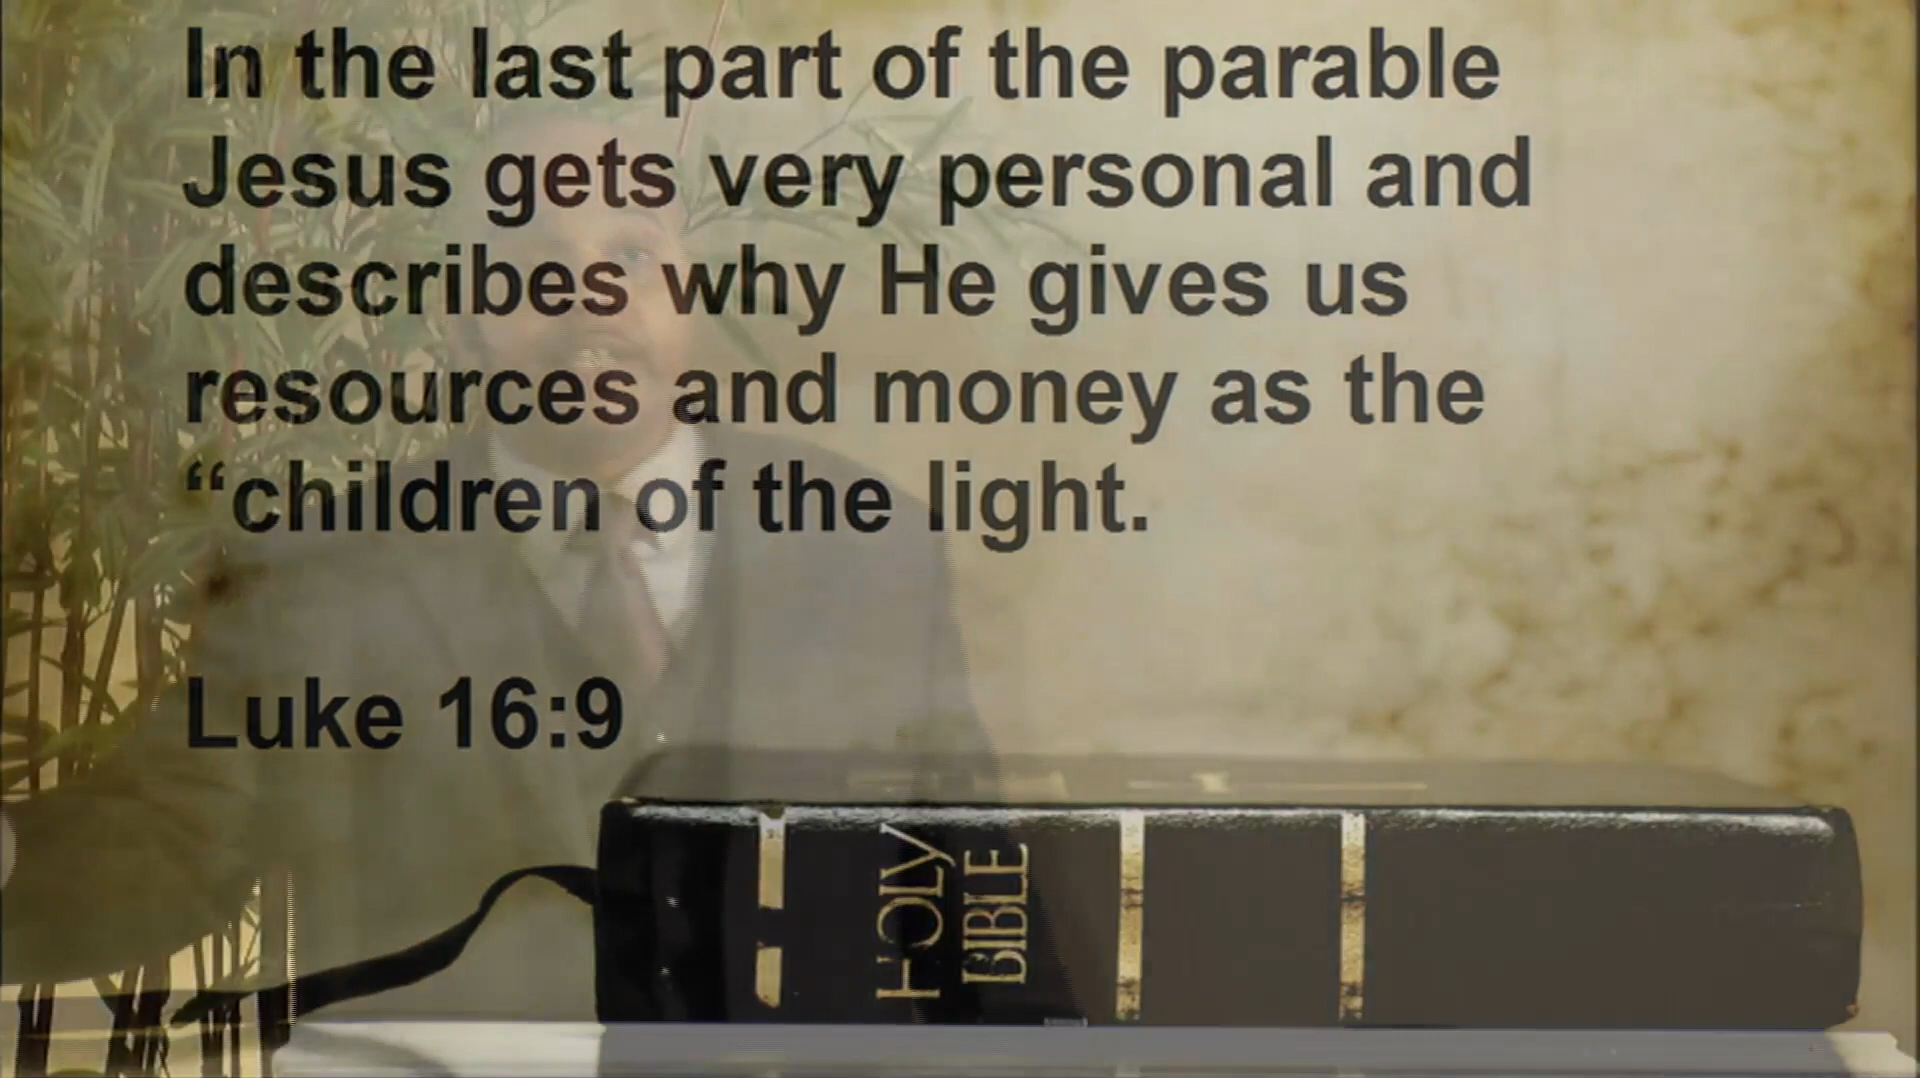 In the last part of the parable
Jesus gets very personal and
describes why He gives us
resources and money as the
“children of the light.
Luke 16:9
HOLY
BIBLE